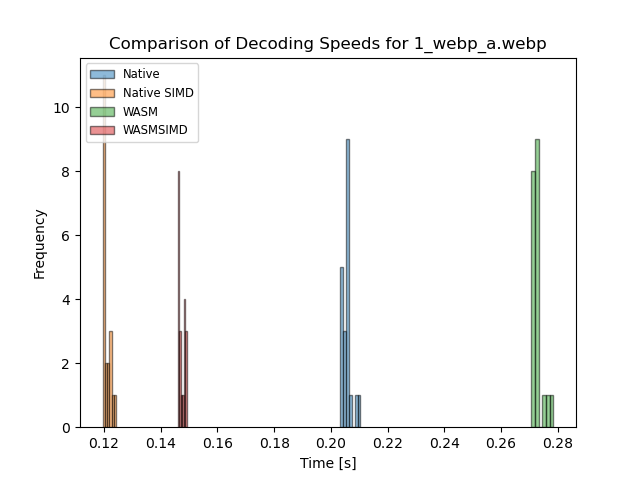 Comparison of Decoding Speeds for 1_webp_a.webp
Native
Native SIMD
WASM
WASMSIMD
10
8
6
4
2
0
Frequency
0.12 0.14 0.16 0.18 0.20 0.22 0.24 0.26 0.28
Time [s]